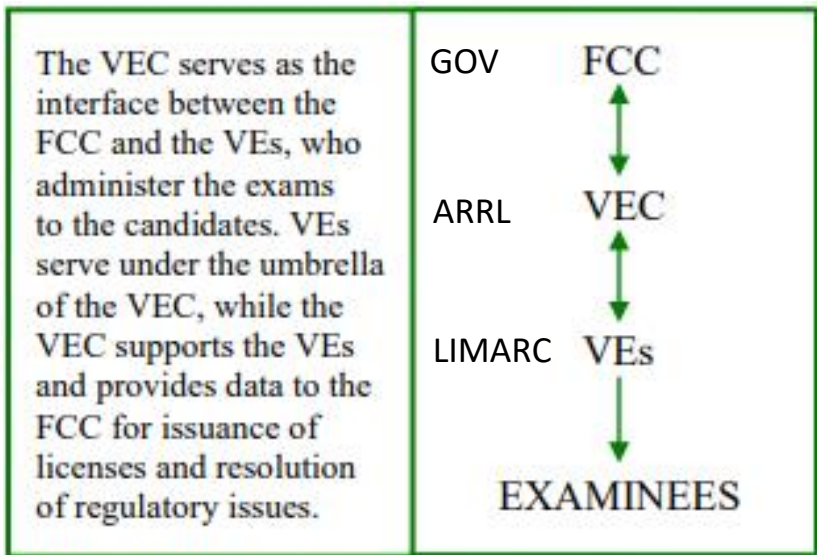 The VEC serves as the
interface between the
FCC and the VEs, who
administer the exams
to the candidates. VEs
serve under the umbrella
of the VEC, while the
VEC supports the VEs
and provides data to the
FCC for issuance of
licenses and resolution
of regulatory issues.
GOV FCC
ARRL VEC
LIMARC VEs
EXAMINEES